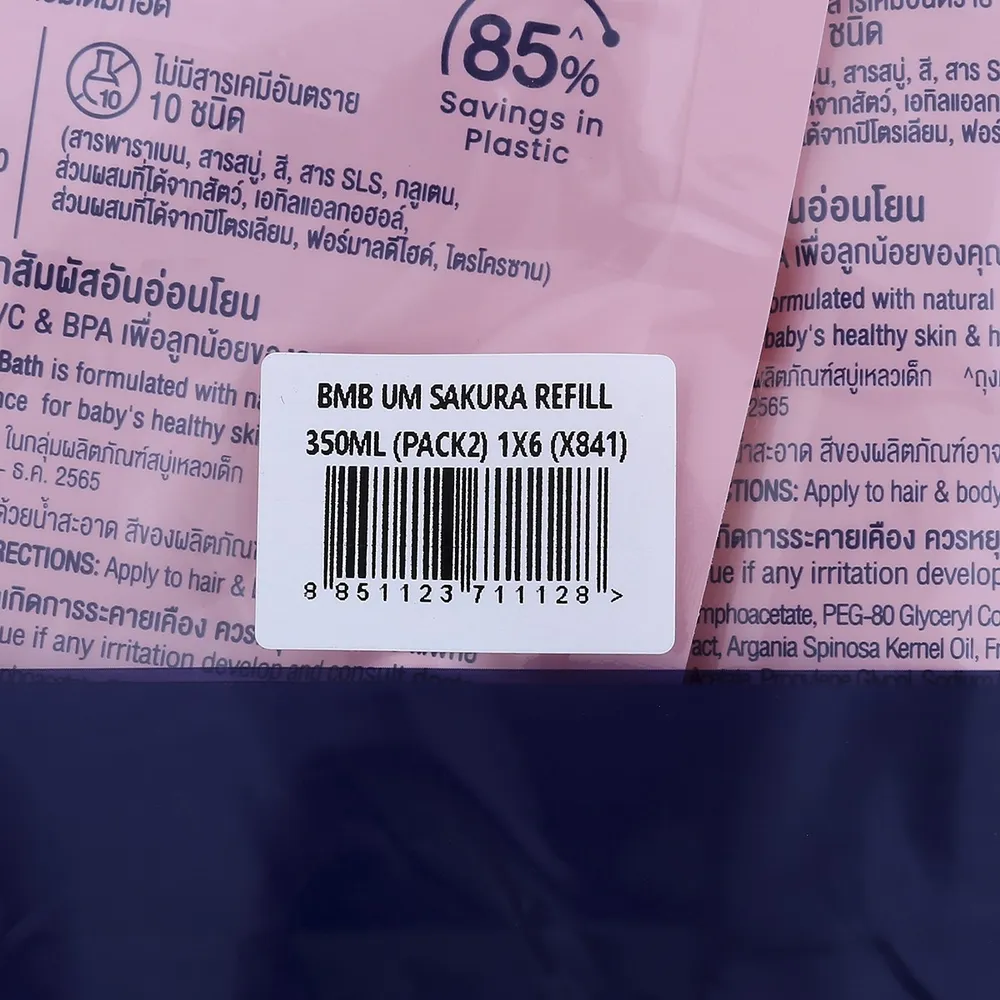 ไม่มีสารเคมีอันตราย
10
10 ชนิด
(สารพาราเบน, สารสบู่, สี, สาร SLS, กลูเตน,
ส่วนผสมที่ได้จากสัตว์, เอทิลแอลกอฮอล์,
ส่วนผสมที่ได้จากปิโตรเลียม, ฟอร์มาลดีไฮด์, ไตรโครซาน)
85^%
Savings in
Plastic
สัมผัสอันอ่อนโยน
& BPA เพื่อลูกน้อยของ
Bath is formulated with
for baby's healthy
ในกลุ่มผลิตภัณฑ์สบู่เหลวเด็ก
- ธ.ค. 2565
ด้วยน้ำสะอาด สีของผลิตภัณ
RECTIONS: Apply to hair &
เกิดการระคายเคือง ควร
ue if any irritation develop and consult
BMB UM SAKURA REFILL
350ML (PACK2) 1X6 (X841)
8 851123 711128 >
ชนิด
สารสบู่, สี, สาร S
จากสัตว์, เอทิลแอลก
ได้จากปิโตรเลียม, ฟอร์
อ่อนโยน
เพื่อลูกน้อยของคุณ
ormulated with natural
baby's healthy skin & h
ผลิตภัณฑ์สบู่เหลวเด็ก ^ถุง
2565
สะอาด สีของผลิตภัณฑ์อาจ
TIONS: Apply to hair & body
เกิดการระคายเคือง ควรหยุ
ue if any irritation develop
mphoacetate, PEG-80 Glyceryl Co
act, Argania Spinosa Kernel Oil, Fr